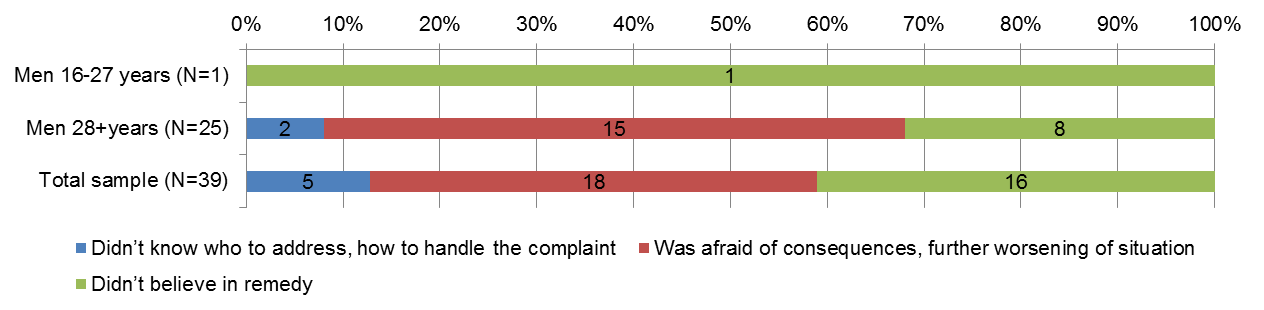 0% 10% 20% 30% 40% 50% 60% 70% 80% 90% 100%
Men 16-27 years (N=1) 1
Men 28+years (N=25) 2 15 8
Total sample (N=39) 5 18 16
Didn’t know who to address, how to handle the complaint Was afraid of consequences, further worsening of situation
Didn’t believe in remedy